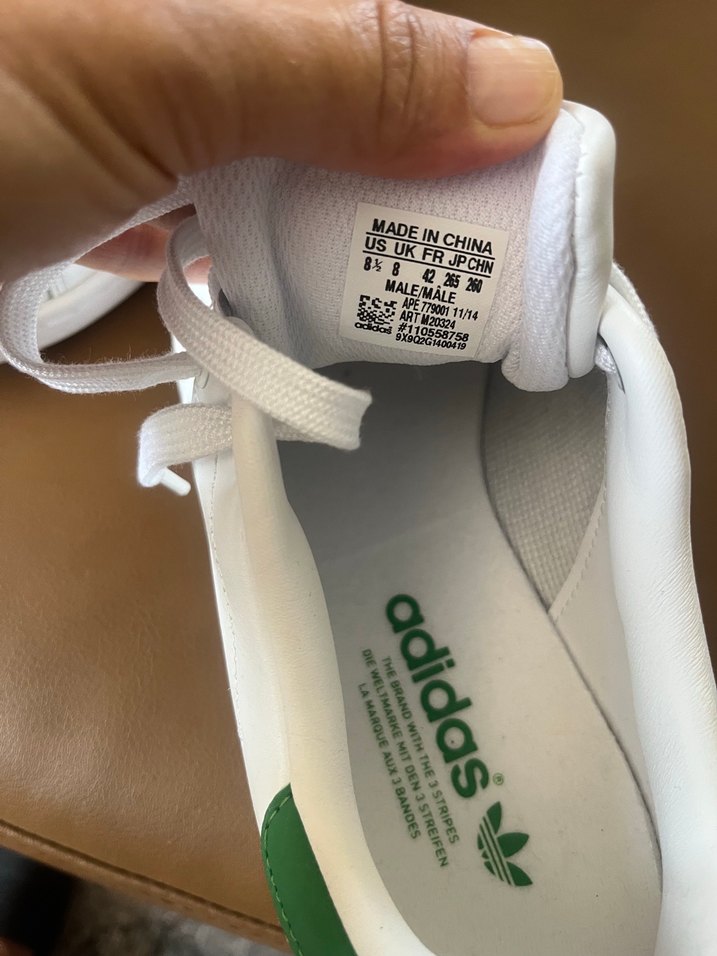 MADE IN CHINA
US UK FR JP CHN
8½ 8 42 265 260
MALE/MÂLE
APE 779001 11/14
ART M20324
#110558758
9X9Q2G1400419
adidas
adidas®
THE BRAND WITH THE 3 STRIPES
DIE WELTMARKE MIT DEN 3 STREIFEN
LA MARQUE AUX 3 BANDES